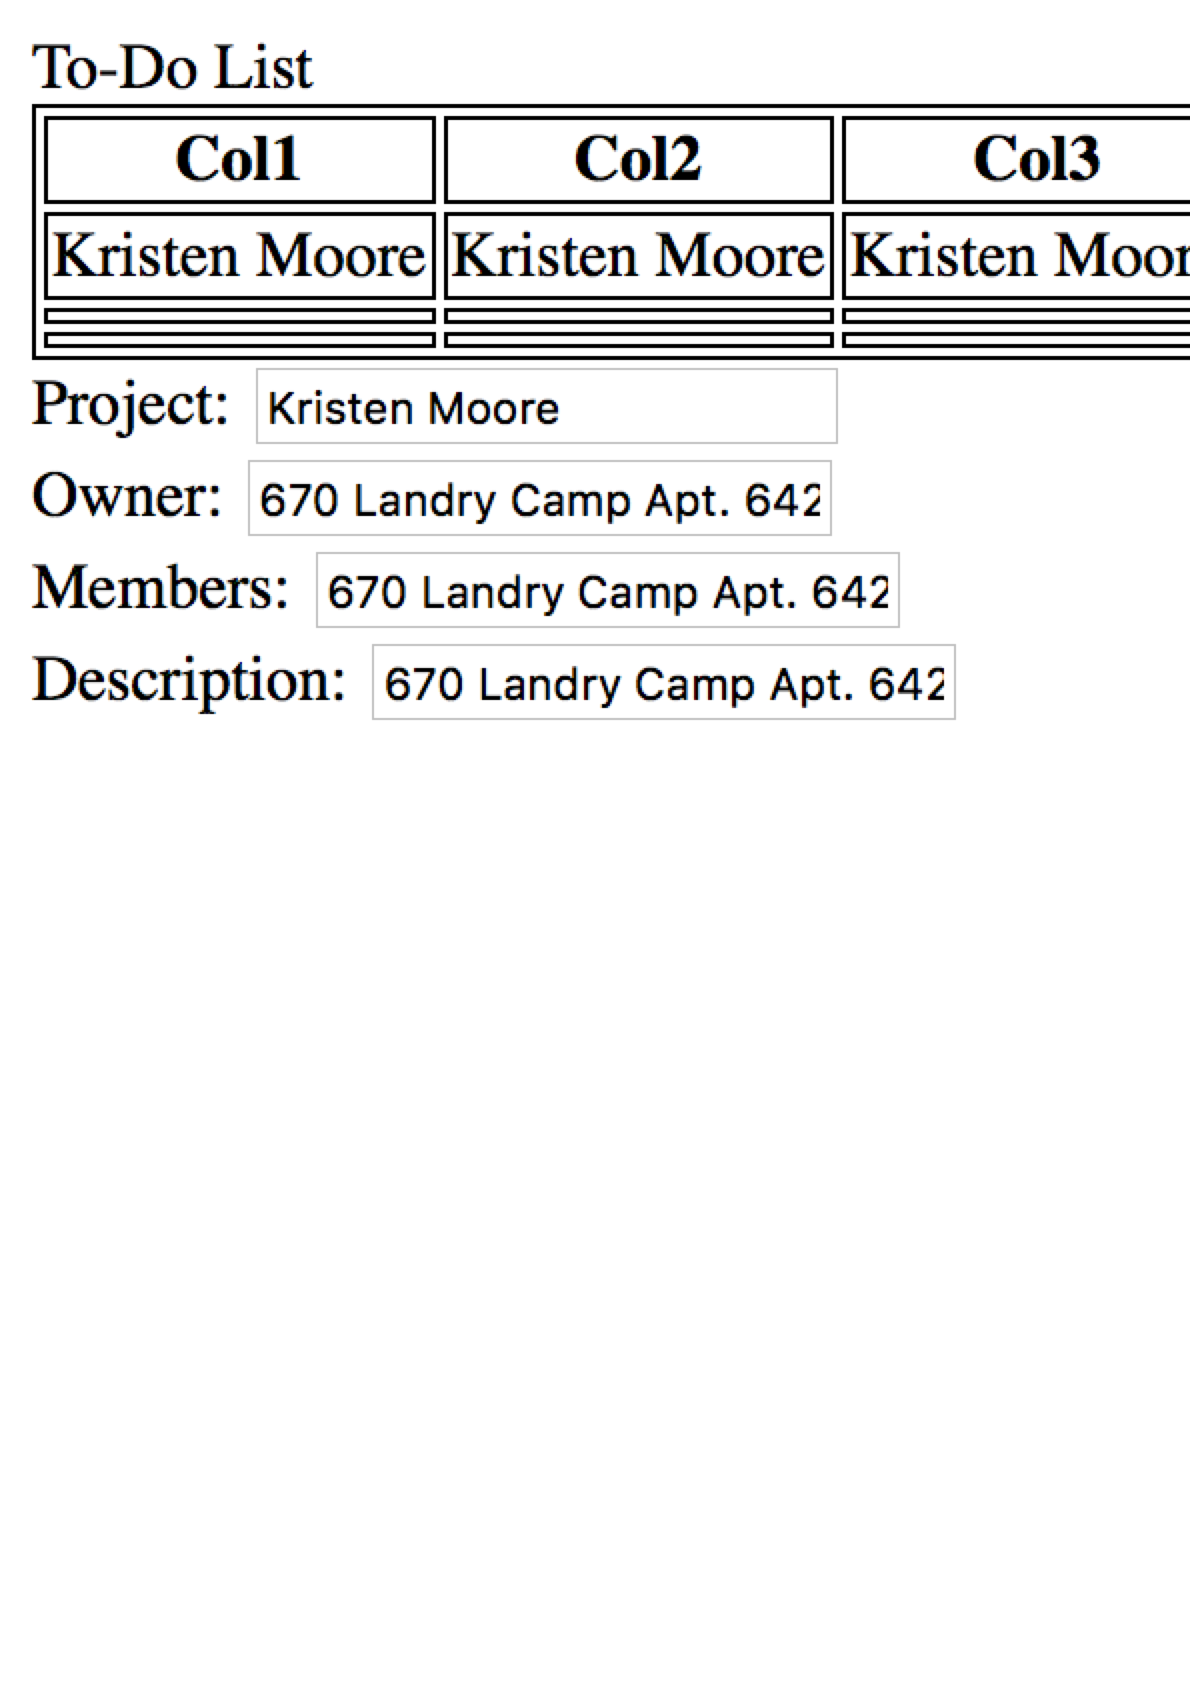 To-Do List
Col1 Col2 Col3
Kristen Moore Kristen Moore Kristen Moor
Project: Kristen Moore
Owner: 670 Landry Camp Apt. 642
Members: 670 Landry Camp Apt. 642
Description: 670 Landry Camp Apt. 642